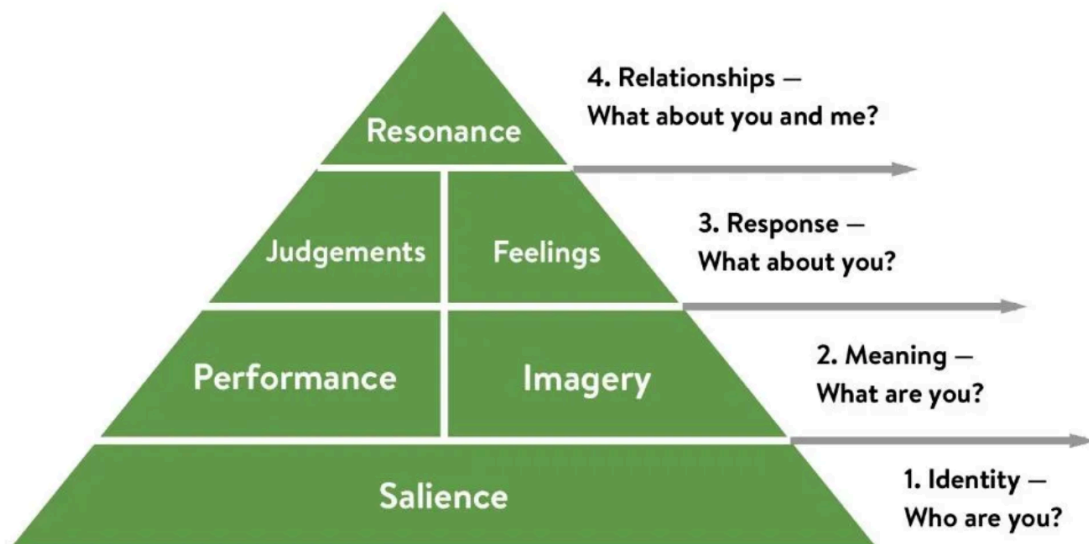 4. Relationships —
What about you and me?
Resonance
3. Response —
What about you?
Judgements
Feelings
2. Meaning —
What are you?
Performance
Imagery
1. Identity —
Who are you?
Salience